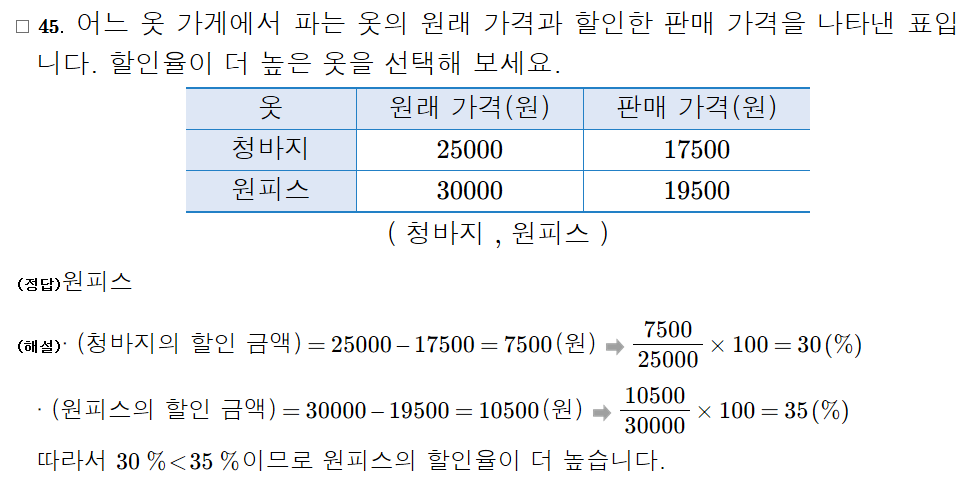 □ 45. 어느 옷 가게에서 파는 옷의 원래 가격과 할인한 판매 가격을 나타낸 표입
니다. 할인율이 더 높은 옷을 선택해 보세요.
옷 원래 가격(원) 판매 가격(원)
청바지 25000 17500
원피스 30000 19500
( 청바지 , 원피스 )
(정답)원피스
(해설)· (청바지의 할인 금액)=25000-17500=7500(원) ➡ 7500/25000×100=30(%)
· (원피스의 할인 금액)=30000-19500=10500(원) ➡ 10500/30000×100=35(%)
따라서 30 %<35 %이므로 원피스의 할인율이 더 높습니다.